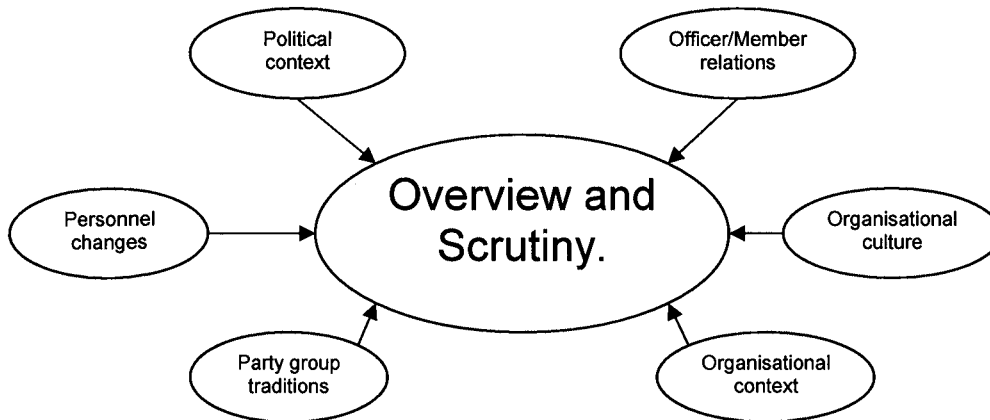 Political
context
Officer/Member
relations
Overview and
Scrutiny.
Personnel
changes
Organisational
culture
Party group
traditions
Organisational
context